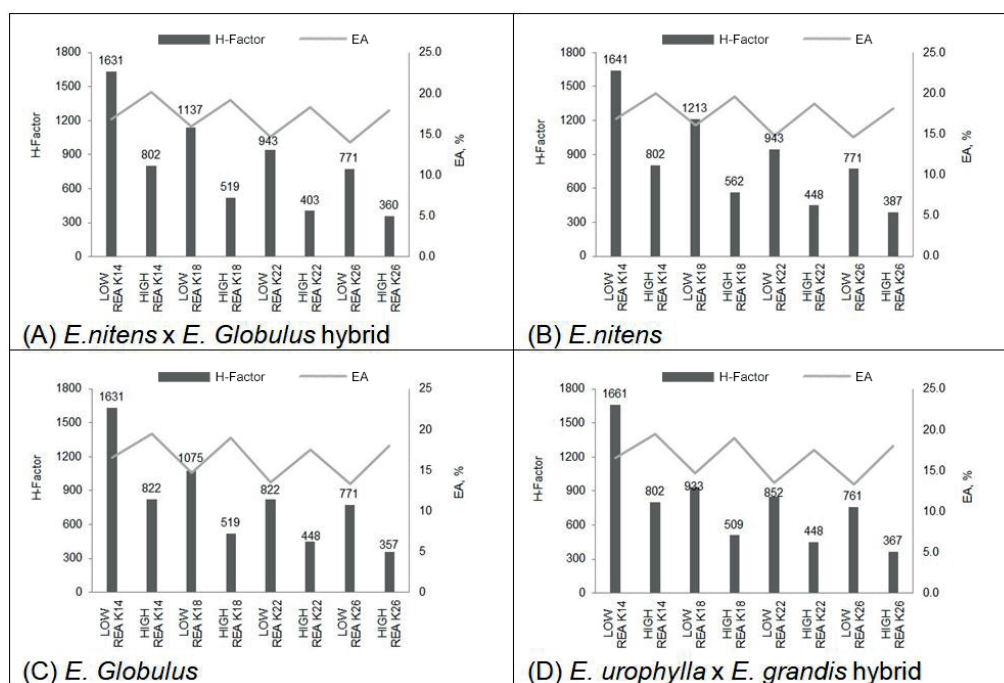 H-Factor EA
1800 1500 1200 900 600 300 0
H-Factor
1631 802 1137 519 943 403 771 360
25.0 20.0 15.0 10.0 5.0 0.0
EA, %
LOW REA K14
HIGH REA K14
LOW REA K18
HIGH REA K18
LOW REA K22
HIGH REA K22
LOW REA K26
HIGH REA K26
(A) E.nitens x E. Globulus hybrid
H-Factor EA
1800 1500 1200 900 600 300 0
H-Factor
1641 802 1213 562 943 448 771 387
25.0 20.0 15.0 10.0 5.0 0.0
EA, %
LOW REA K14
HIGH REA K14
LOW REA K18
HIGH REA K18
LOW REA K22
HIGH REA K22
LOW REA K26
HIGH REA K26
(B) E.nitens
H-Factor EA
1800 1500 1200 900 600 300 0
H-Factor
1631 822 1075 519 822 448 771 357
25 20 15 10 5 0
EA, %
LOW REA K14
HIGH REA K14
LOW REA K18
HIGH REA K18
LOW REA K22
HIGH REA K22
LOW REA K26
HIGH REA K26
(C) E. Globulus
H-Factor EA
1800 1500 1200 900 600 300 0
H-Factor
1661 802 933 509 852 448 761 367
25.0 20.0 15.0 10.0 5.0 0.0
EA, %
LOW REA K14
HIGH REA K14
LOW REA K18
HIGH REA K18
LOW REA K22
HIGH REA K22
LOW REA K26
HIGH REA K26
(D) E. urophylla x E. grandis hybrid